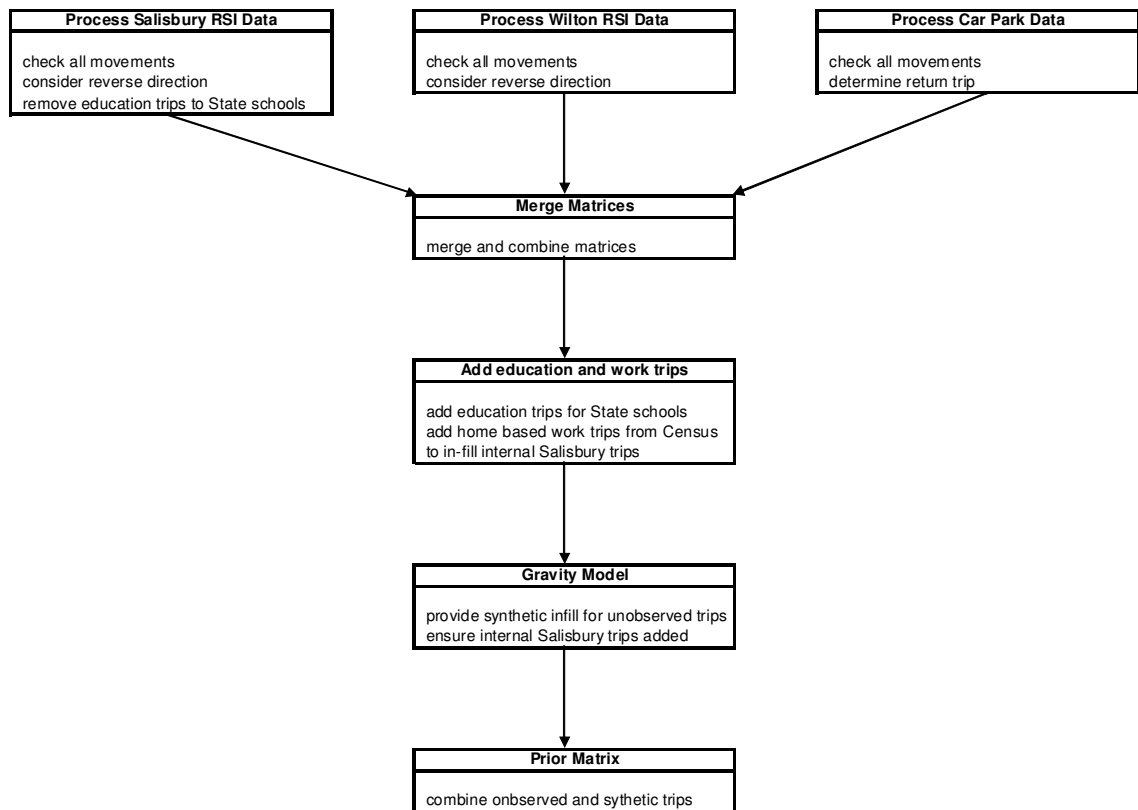 Process Salisbury RSI Data
check all movements
consider reverse direction
remove education trips to State schools
Process Wilton RSI Data
check all movements
consider reverse direction
Process Car Park Data
check all movements
determine return trip
Merge Matrices
merge and combine matrices
Add education and work trips
add education trips for State schools
add home based work trips from Census
to in-fill internal Salisbury trips
Gravity Model
provide synthetic infill for unobserved trips
ensure internal Salisbury trips added
Prior Matrix
combine onbserved and sythetic trips